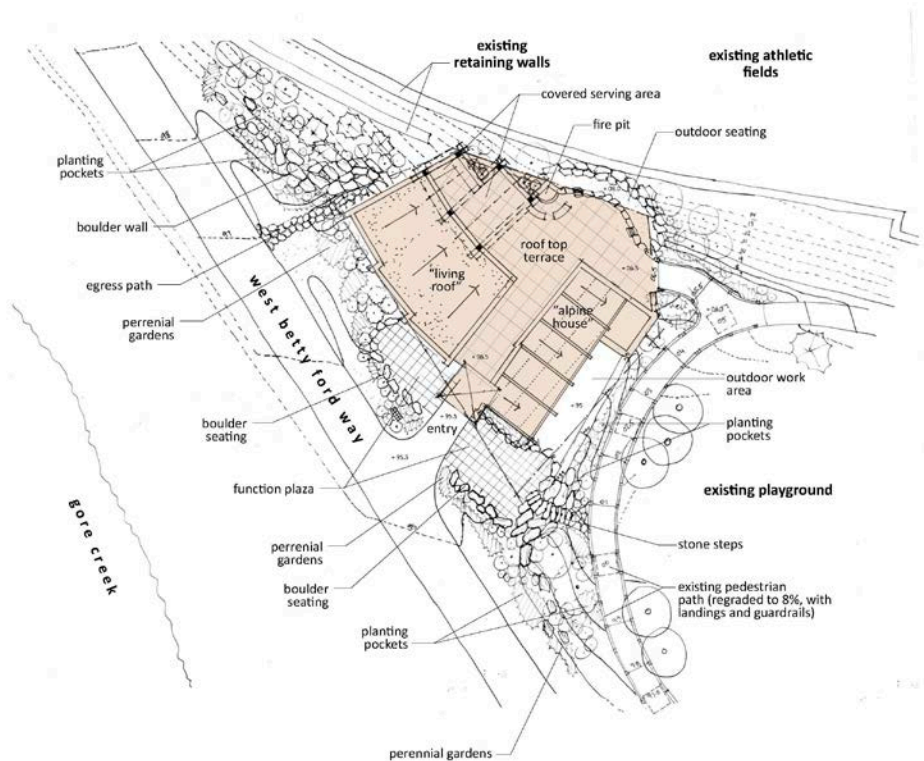 existing
retaining walls
existing athletic
fields
covered serving area
fire pit
outdoor seating
planting
pockets
boulder wall
egress path
perrenial
gardens
west betty ford way
gore creek
"living
roof"
roof top
terrace
"alpine
house"
outdoor work
area
planting
pockets
boulder
seating
entry
function plaza
existing playground
perrenial
gardens
boulder
seating
stone steps
existing pedestrian
path (regraded to 8%, with
landings and guardrails)
planting
pockets
perennial gardens